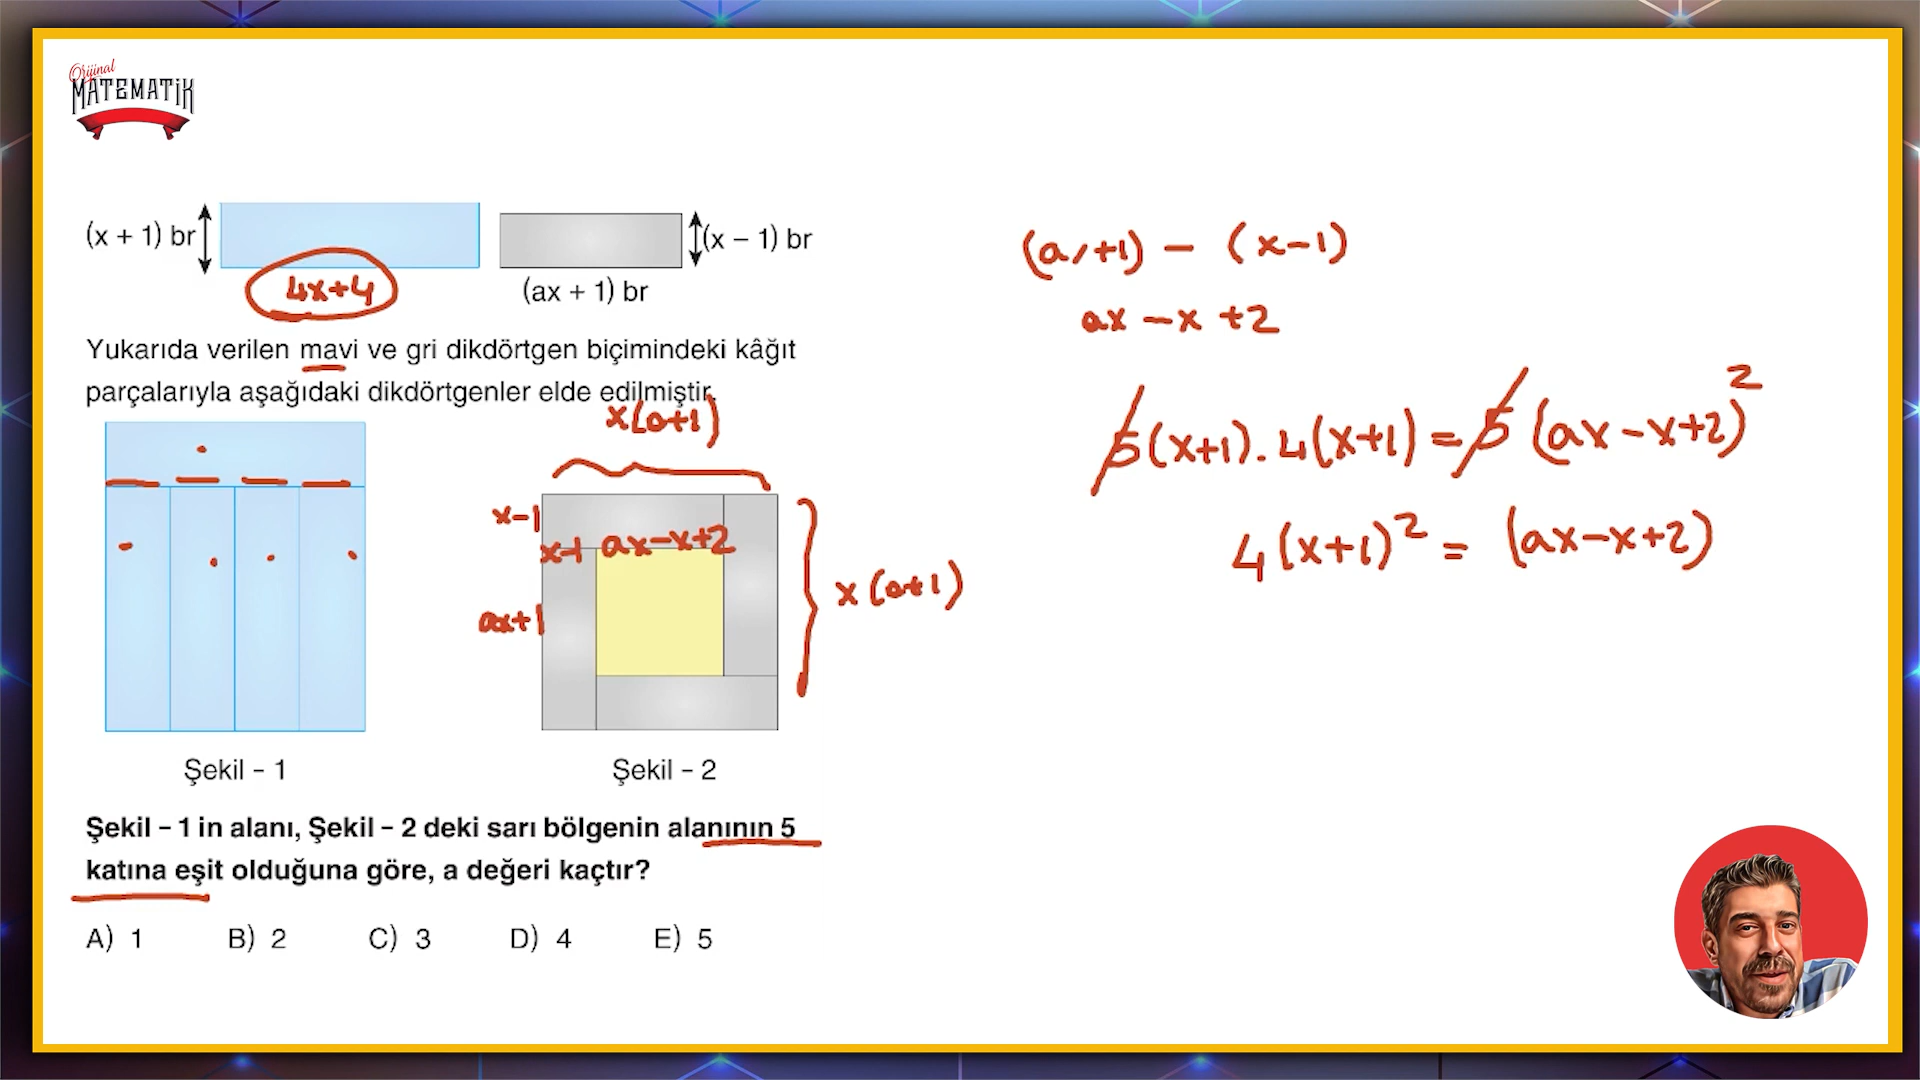 Orijinal
MATEMATİK
(x + 1) br
4x+4
(x – 1) br
(ax + 1) br
Yukarıda verilen mavi ve gri dikdörtgen biçimindeki kâğıt
parçalarıyla aşağıdaki dikdörtgenler elde edilmiştir.
x(a+1)
x-1
x-1 ax-x+2
ax+1
x(a+1)
Şekil – 1
Şekil – 2
Şekil – 1 in alanı, Şekil – 2 deki sarı bölgenin alanının 5
katına eşit olduğuna göre, a değeri kaçtır?
A) 1 B) 2 C) 3 D) 4 E) 5
(a,+1) - (x-1)
ax -x +2
5(x+1).4(x+1)=5(ax-x+2)²
4(x+1)² = (ax-x+2)